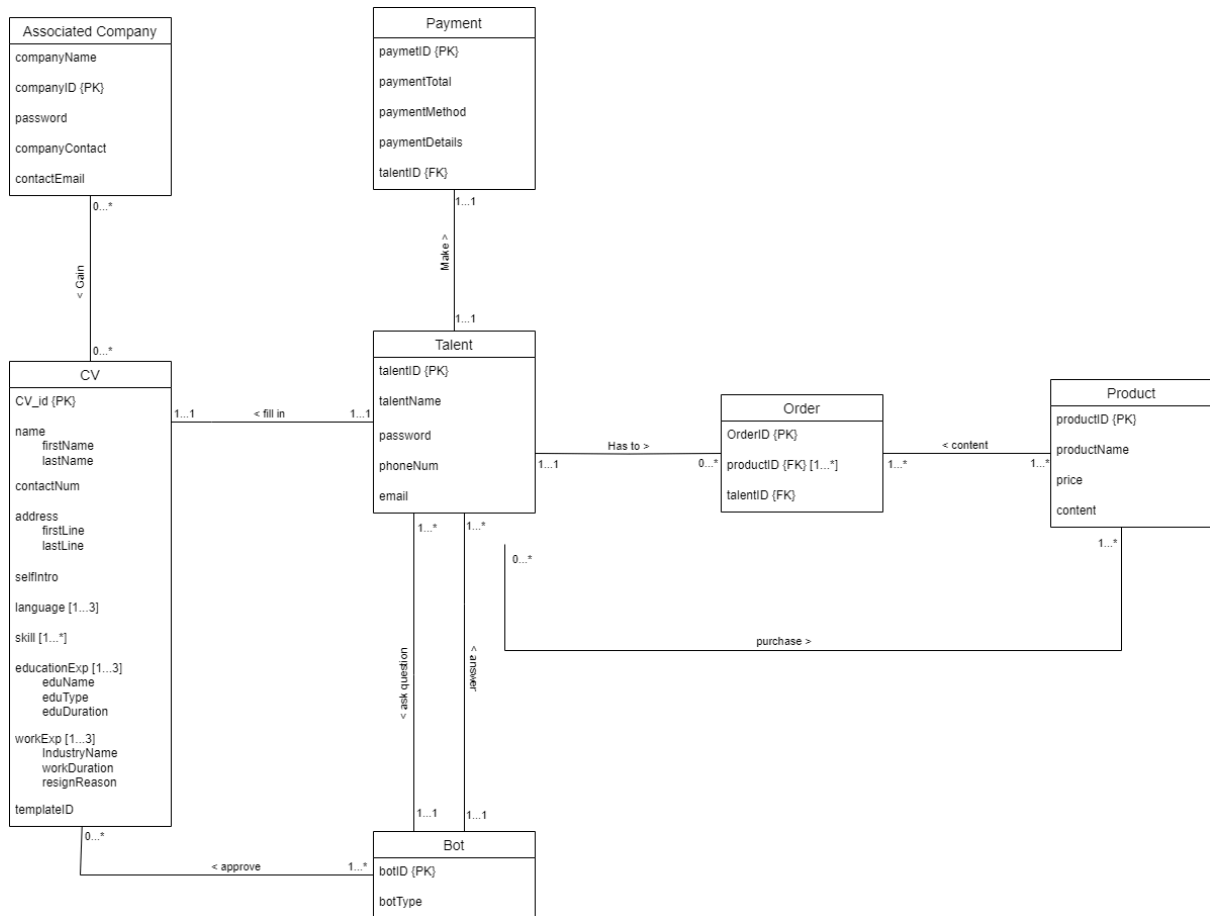 Associated Company
companyName
companyID {PK}
password
companyContact
contactEmail
0...*
< Gain
0...*
Payment
paymetID {PK}
paymentTotal
paymentMethod
paymentDetails
talentID {FK}
1...1
Make >
1...1
CV
CV_id {PK}
name
firstName
lastName
contactNum
address
firstLine
lastLine
selfIntro
language [1...3]
skill [1...*]
educationExp [1...3]
eduName
eduType
eduDuration
workExp [1...3]
IndustryName
workDuration
resignReason
templateID
1...1
< fill in
1...1
Talent
talentID {PK}
talentName
password
phoneNum
email
1...1
Has to >
0...*
Order
OrderID {PK}
productID {FK} [1...*]
talentID {FK}
1...*
< content
1...*
Product
productID {PK}
productName
price
content
1...*
1...*
0...*
1...*
purchase >
< ask question
< answer
1...1
1...1
0...*
< approve
1...*
Bot
botID {PK}
botType